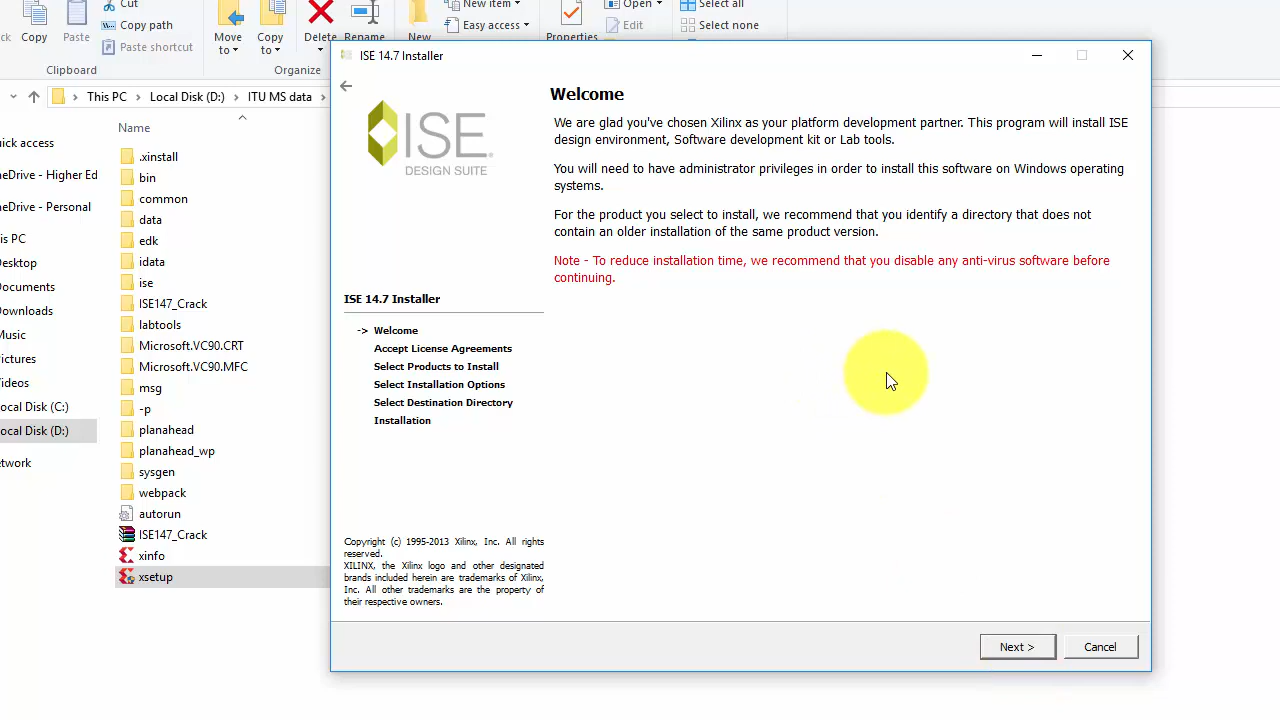 Cut
New item
Open
Select all
Copy
Paste
Copy path
Paste shortcut
Move
to
Copy
to
Delete
Rename
New
Easy access
Properties
Edit
Select none
Clipboard
Organize
This PC
Local Disk (D:)
ITU MS data
Name
uick access
neDrive - Higher Ed
neDrive - Personal
is PC
esktop
ocuments
ownloads
usic
ictures
ideos
ocal Disk (C:)
ocal Disk (D:)
etwork
.xinstall
bin
common
data
edk
idata
ise
ISE147_Crack
labtools
Microsoft.VC90.CRT
Microsoft.VC90.MFC
msg
-p
planahead
planahead_wp
sysgen
webpack
autorun
ISE147_Crack
xinfo
xsetup
ISE 14.7 Installer
ISE
DESIGN SUITE
ISE 14.7 Installer
-> Welcome
Accept License Agreements
Select Products to Install
Select Installation Options
Select Destination Directory
Installation
Copyright (c) 1995-2013 Xilinx, Inc. All rights
reserved.
XILINX, the Xilinx logo and other designated
brands included herein are trademarks of Xilinx,
Inc. All other trademarks are the property of
their respective owners.
Welcome
We are glad you've chosen Xilinx as your platform development partner. This program will install ISE
design environment, Software development kit or Lab tools.
You will need to have administrator privileges in order to install this software on Windows operating
systems.
For the product you select to install, we recommend that you identify a directory that does not
contain an older installation of the same product version.
Note - To reduce installation time, we recommend that you disable any anti-virus software before
continuing.
Next >
Cancel